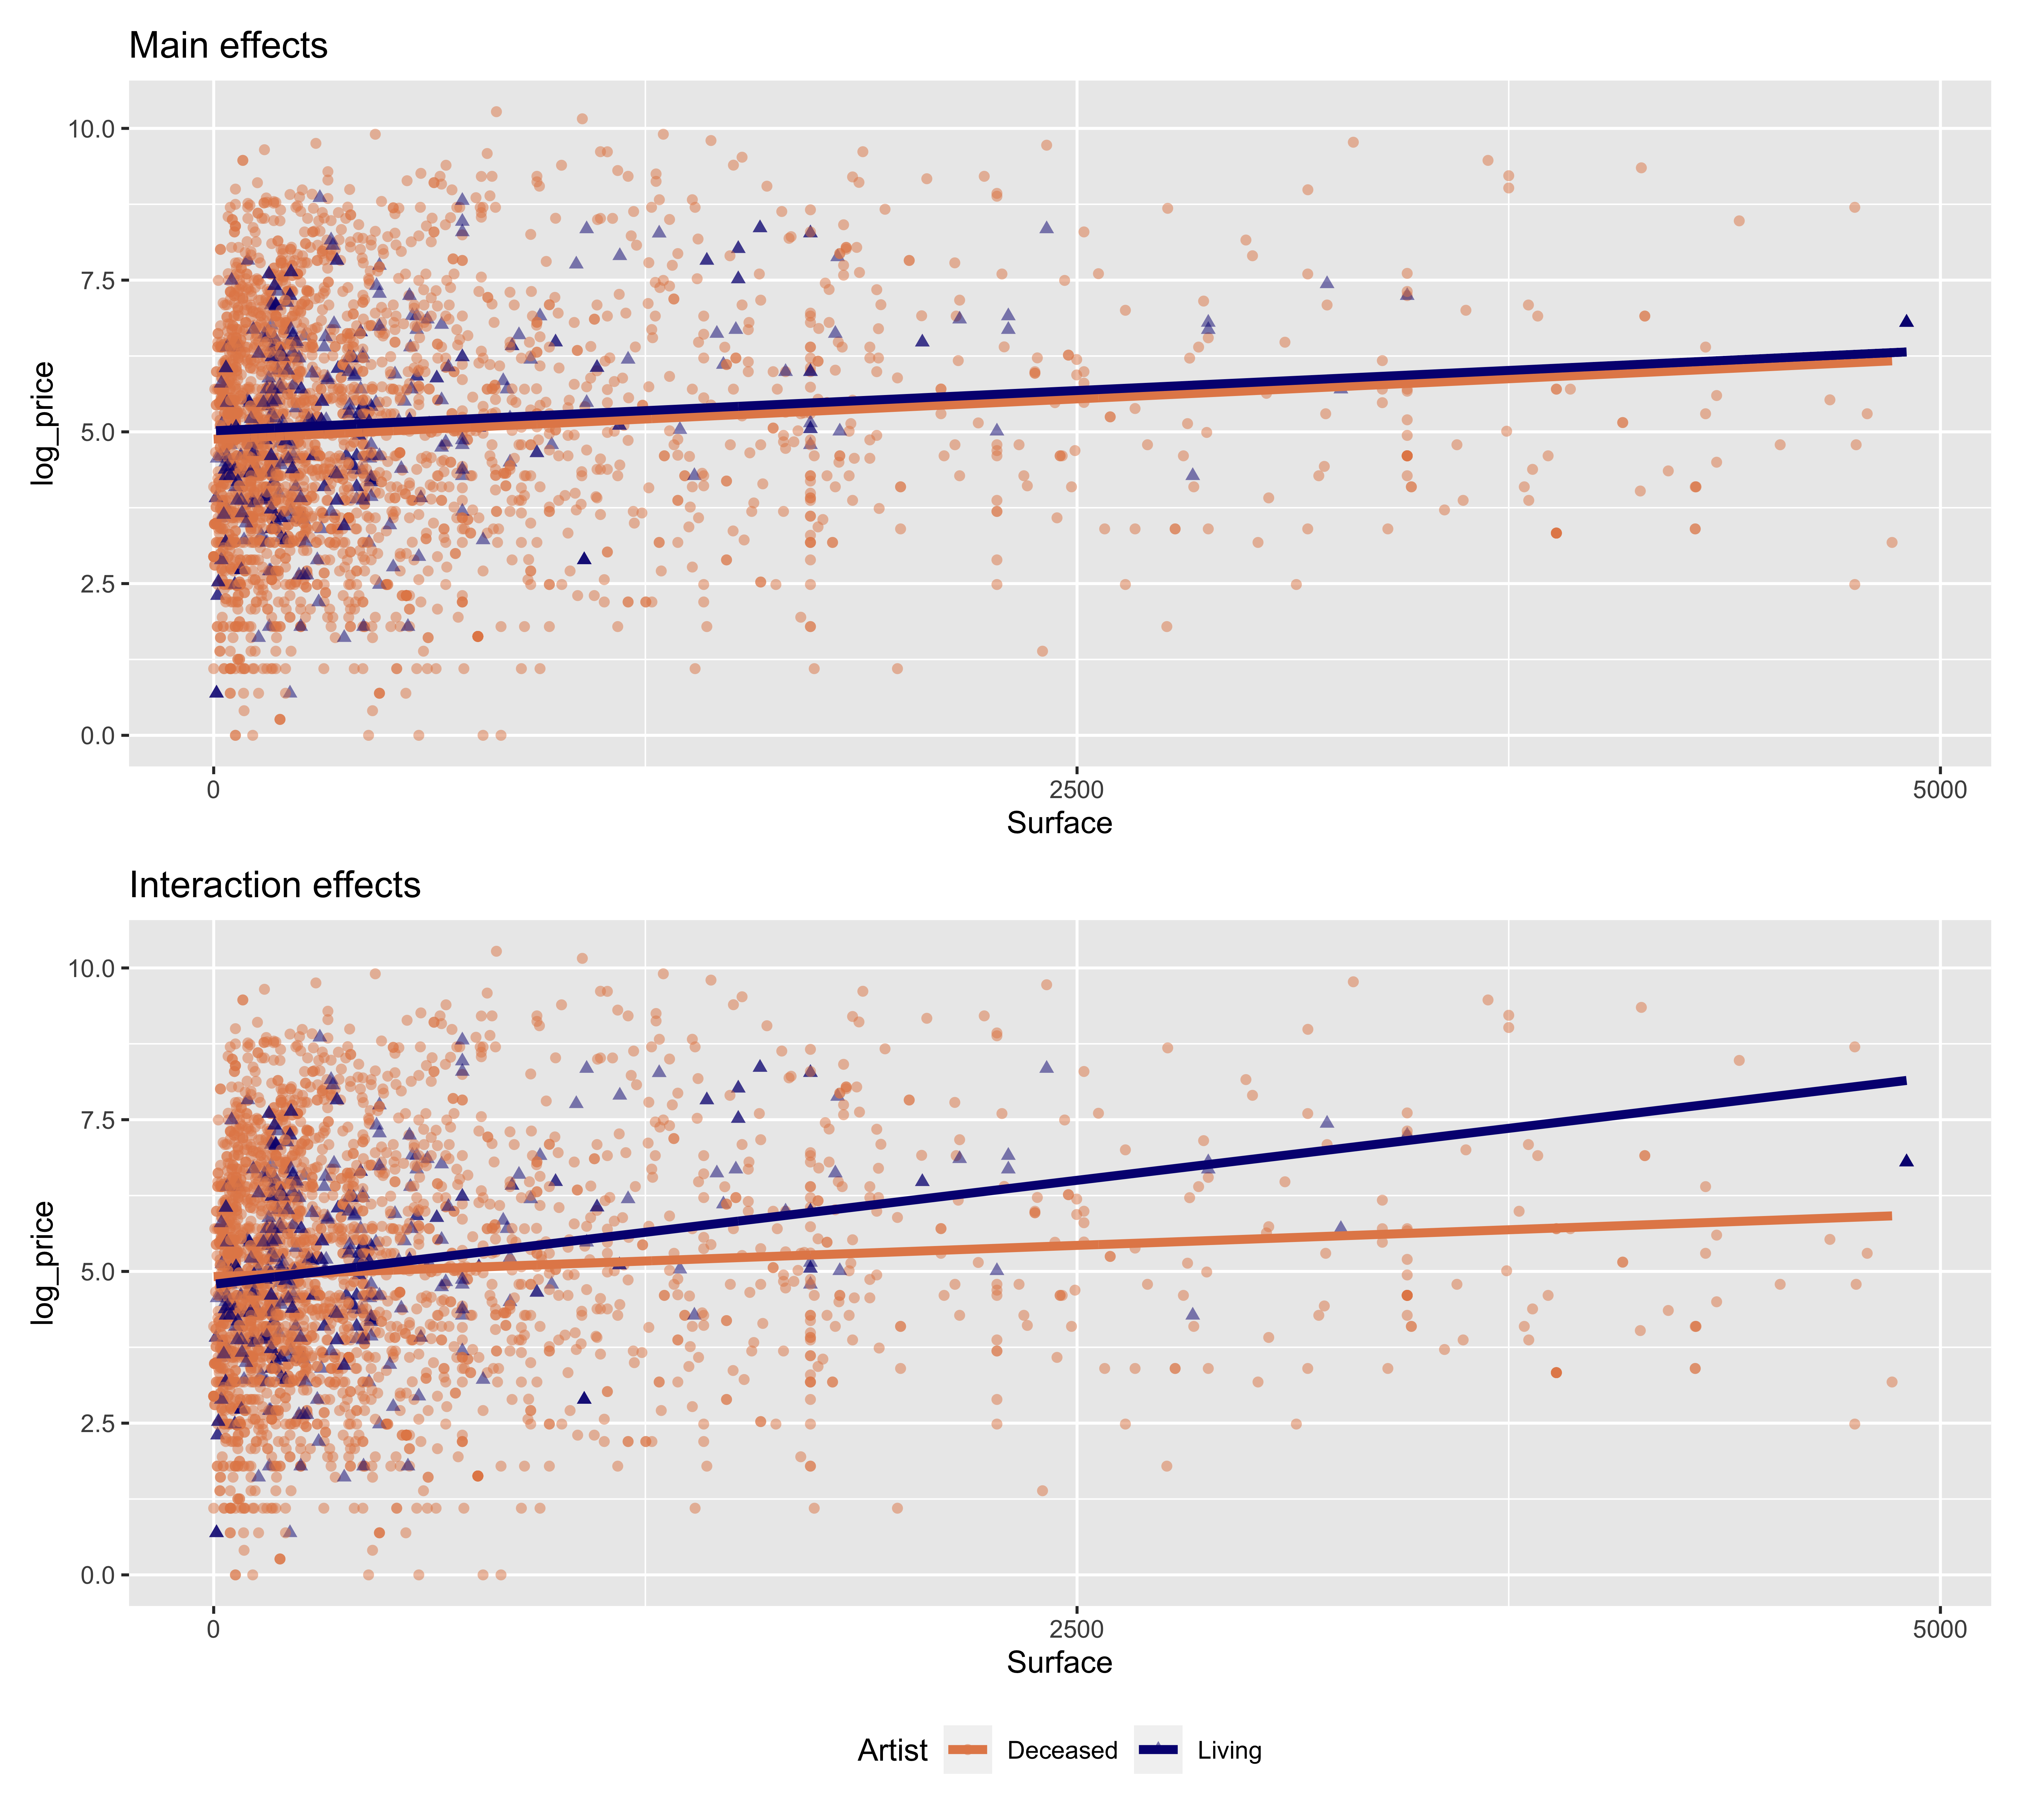 Main effects
10.0
7.5
5.0
2.5
0.0
log_price
0 2500 5000
Surface
Interaction effects
10.0
7.5
5.0
2.5
0.0
log_price
0 2500 5000
Surface
Artist Deceased Living